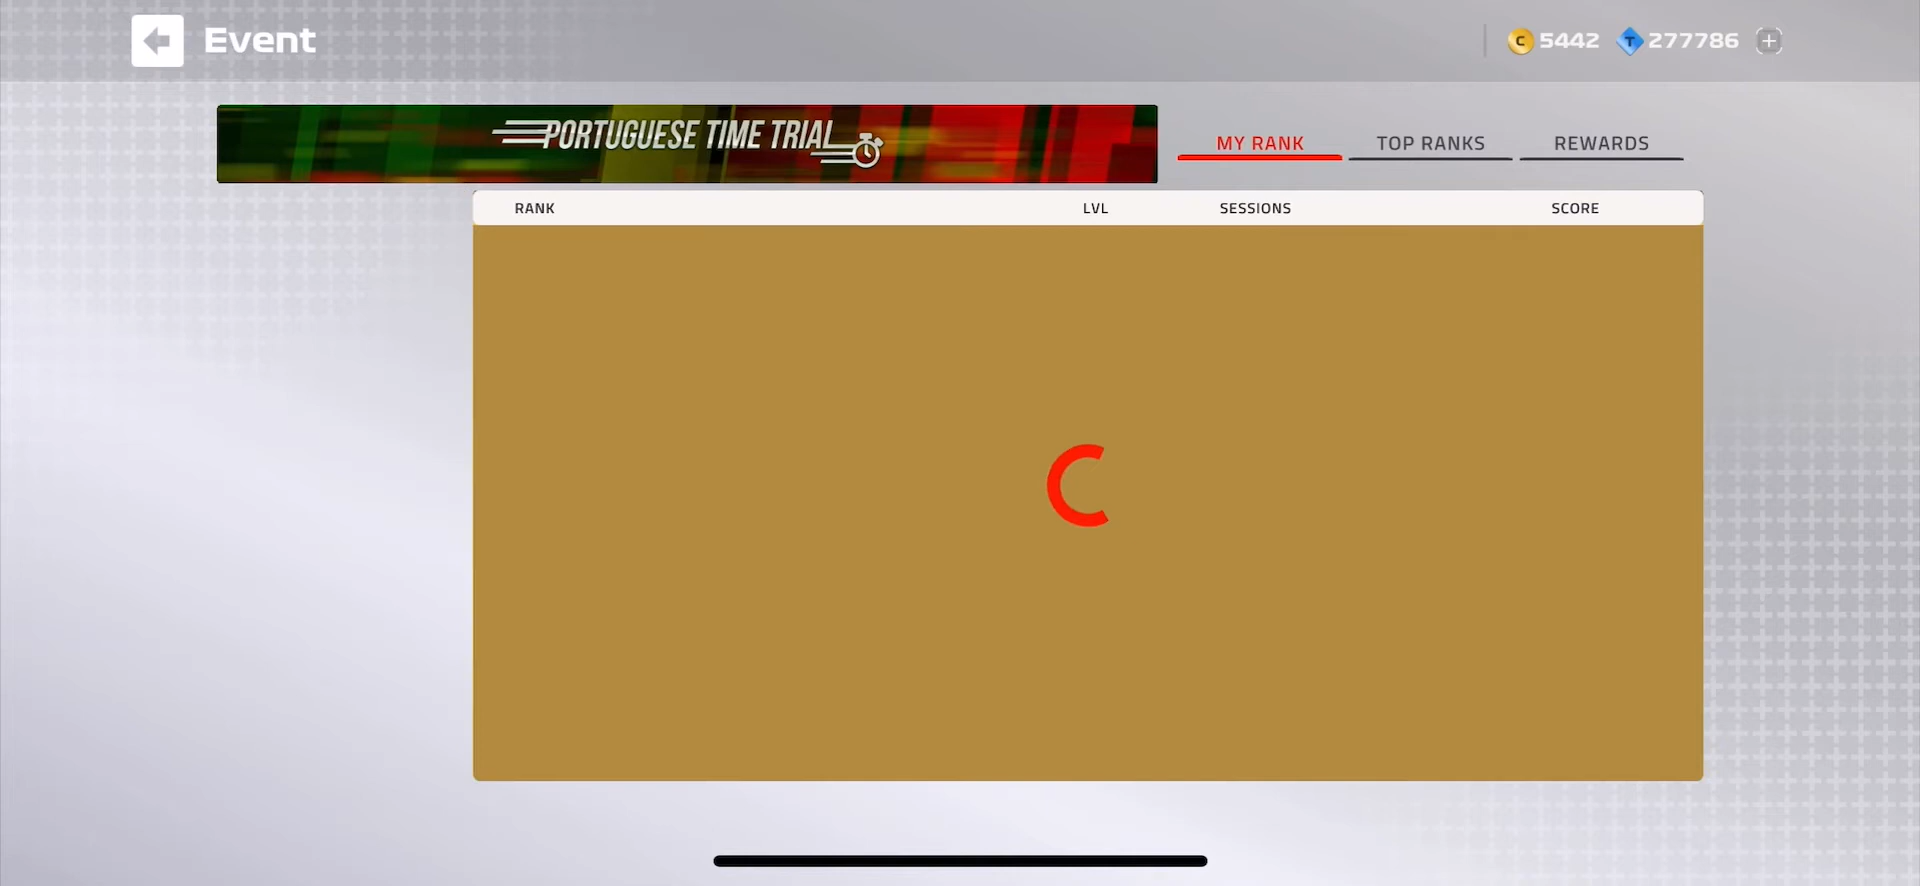 Event
C 5442 T 277786
PORTUGUESE TIME TRIAL
MY RANK TOP RANKS REWARDS
RANK LVL SESSIONS SCORE